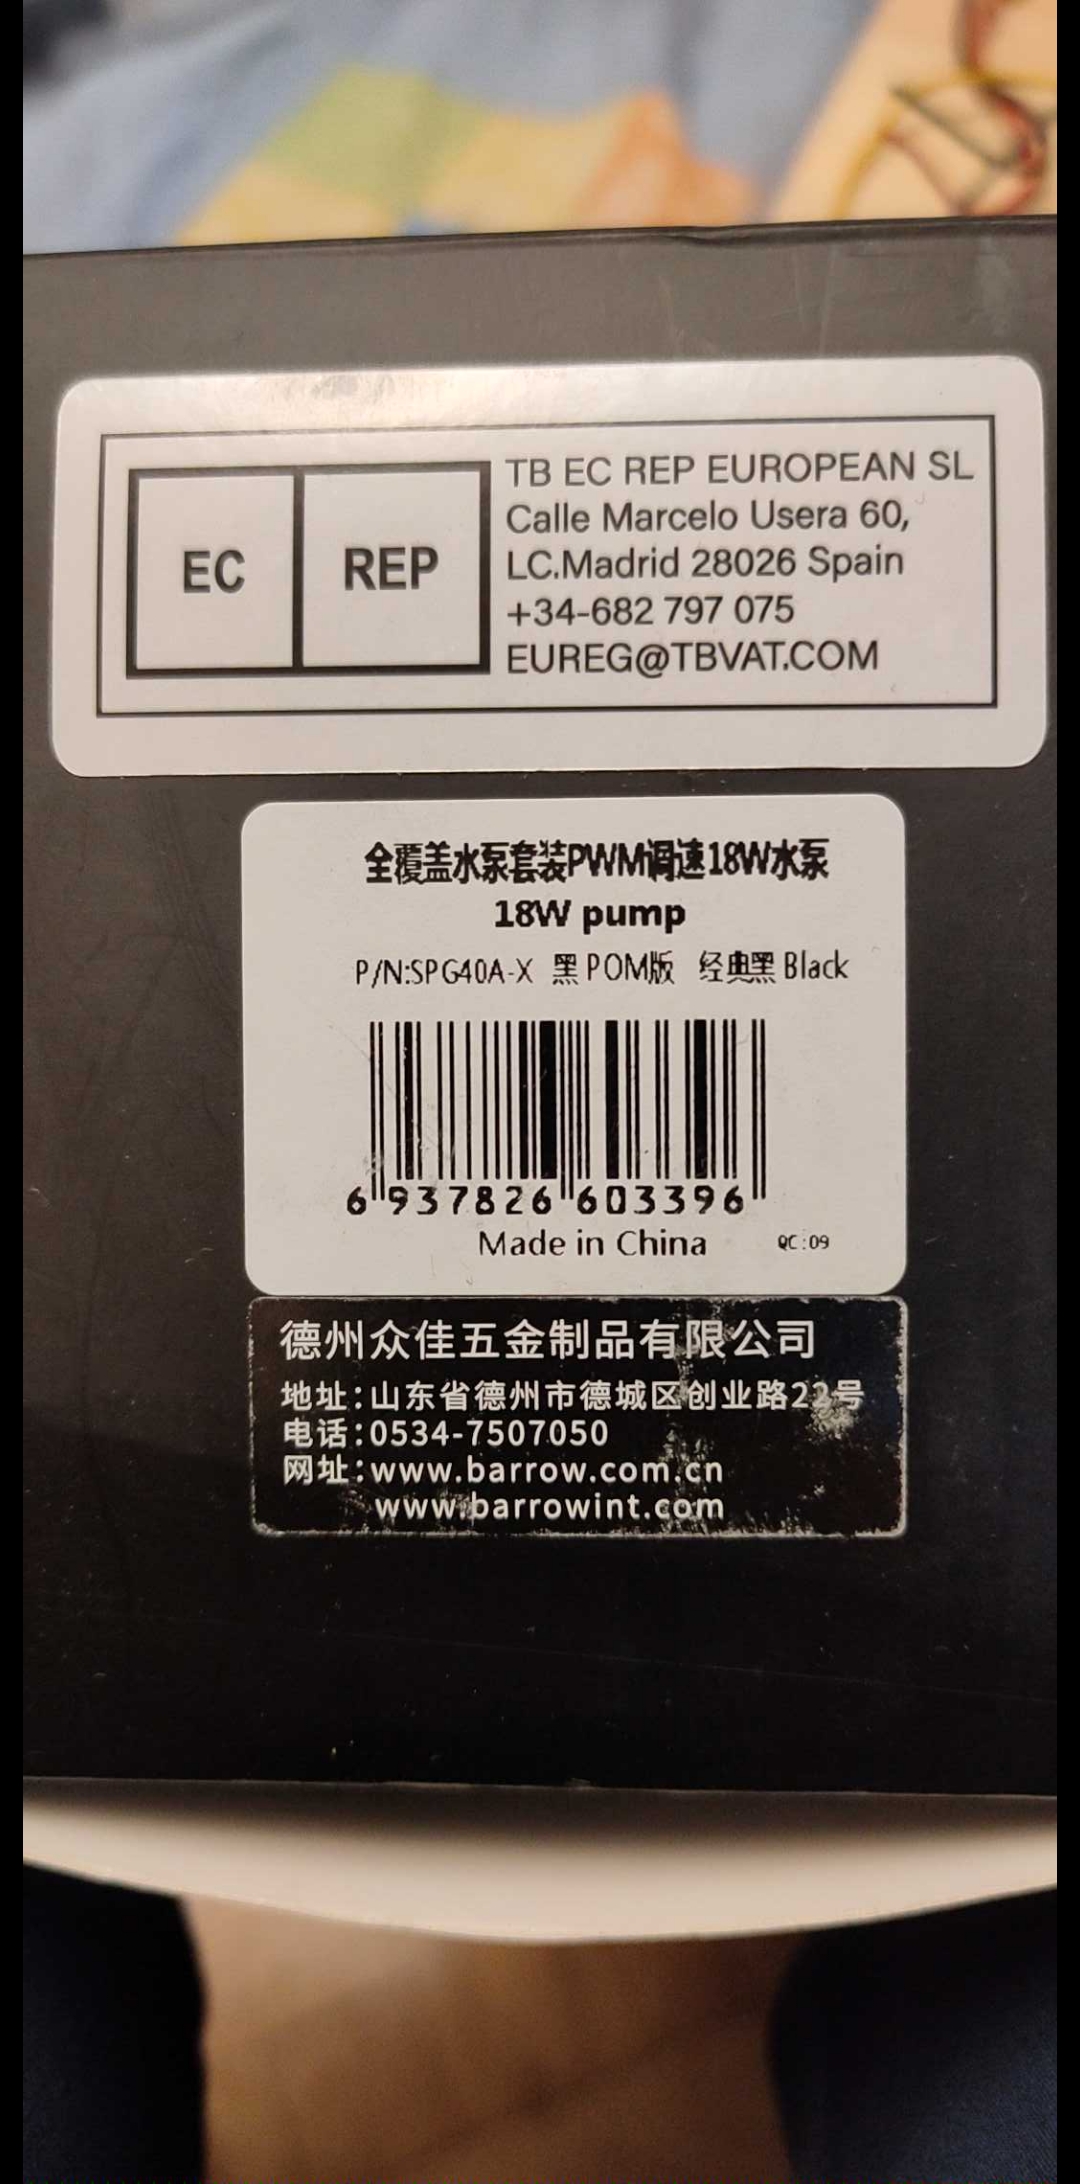 EC
REP
TB EC REP EUROPEAN SL
Calle Marcelo Usera 60,
LC.Madrid 28026 Spain
+34-682 797 075
EUREG@TBVAT.COM
全覆盖水泵套装PWM调速18W水泵
18W pump
P/N:SPG40A-X 黑POM版 经典黑Black
6 937826 603396
Made in China
QC:09
德州众佳五金制品有限公司
地址:山东省德州市德城区创业路22号
电话:0534-7507050
网址:www.barrow.com.cn
www.barrowint.com